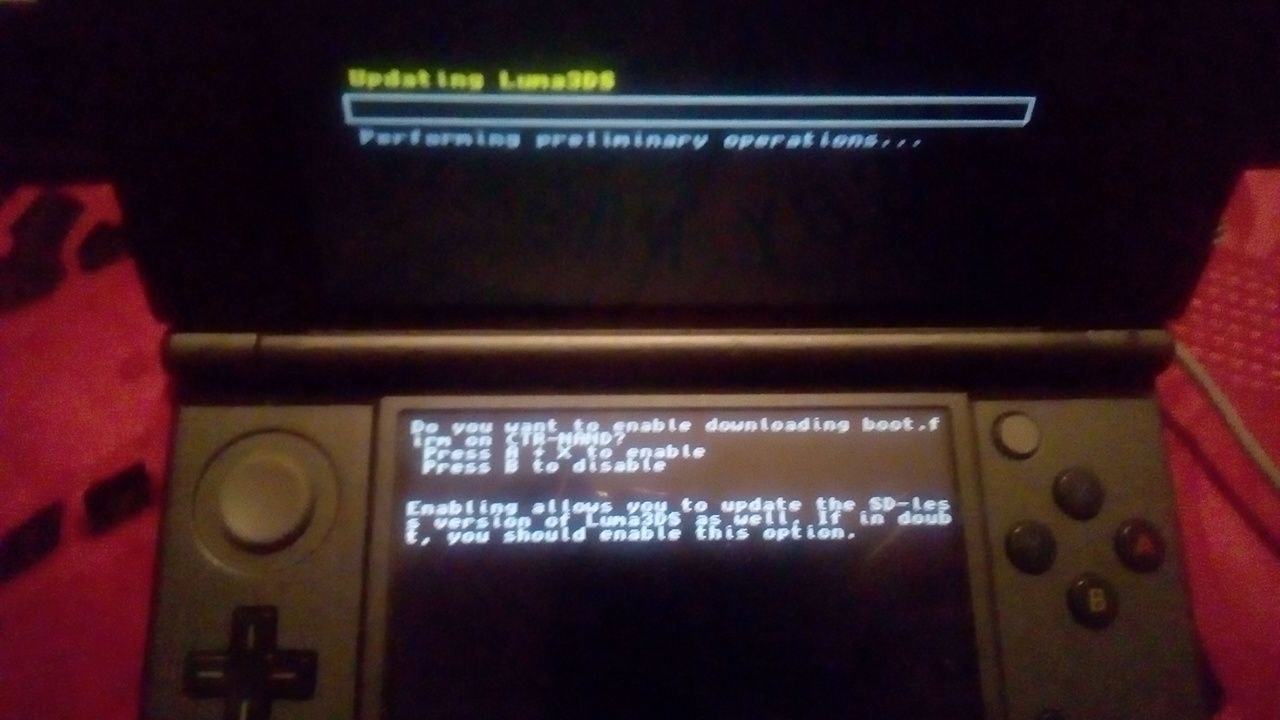 Updating Luma3DS
Performing preliminary operations...
Do you want to enable downloading boot.f
irm on CTR-NAND?
Press A + X to enable
Press B to disable
Enabling allows you to update the SD-les
s version of Luma3DS as well. If in doub
t, you should enable this option.
A
B